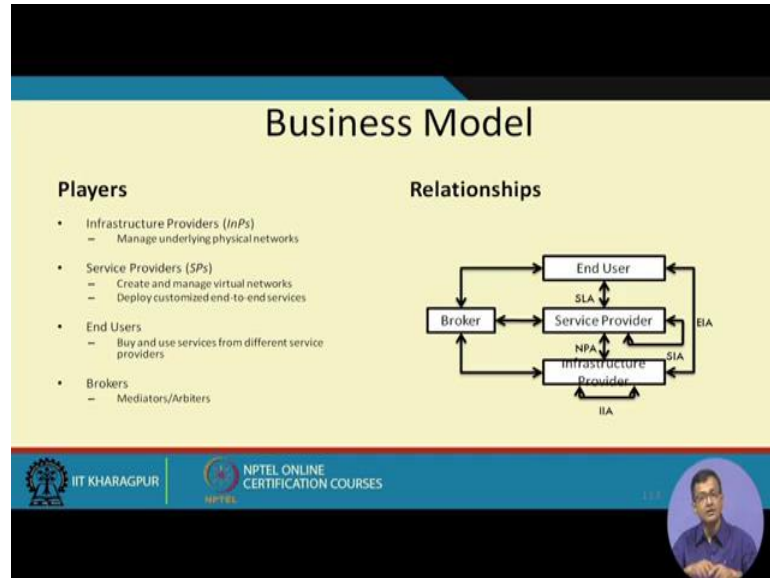 Business Model
Players
• Infrastructure Providers (InPs)
– Manage underlying physical networks
• Service Providers (SPs)
– Create and manage virtual networks
– Deploy customized end-to-end services
• End Users
– Buy and use services from different service
providers
• Brokers
– Mediators/Arbiters
Relationships
End User
SLA
Broker
Service Provider
EIA
NPA
SIA
Infrastructure
Provider
IIA
IIT KHARAGPUR
NPTEL
NPTEL ONLINE
CERTIFICATION COURSES